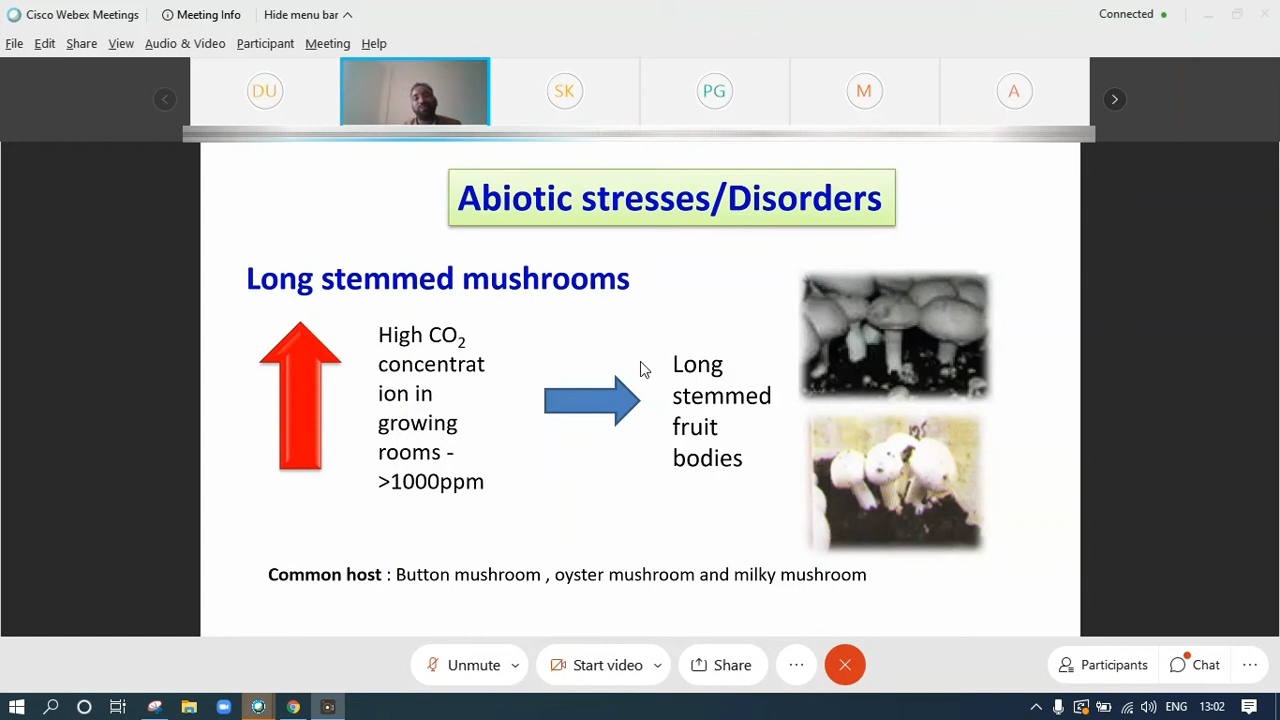 Cisco Webex Meetings
Meeting Info
Hide menu bar
Connected
File Edit Share View Audio & Video Participant Meeting Help
DU
SK
PG
M
A
Abiotic stresses/Disorders
Long stemmed mushrooms
High CO2
concentrat
ion in
growing
rooms -
>1000ppm
Long
stemmed
fruit
bodies
Common host : Button mushroom , oyster mushroom and milky mushroom
Unmute
Start video
Share
Participants
Chat
ENG
13:02